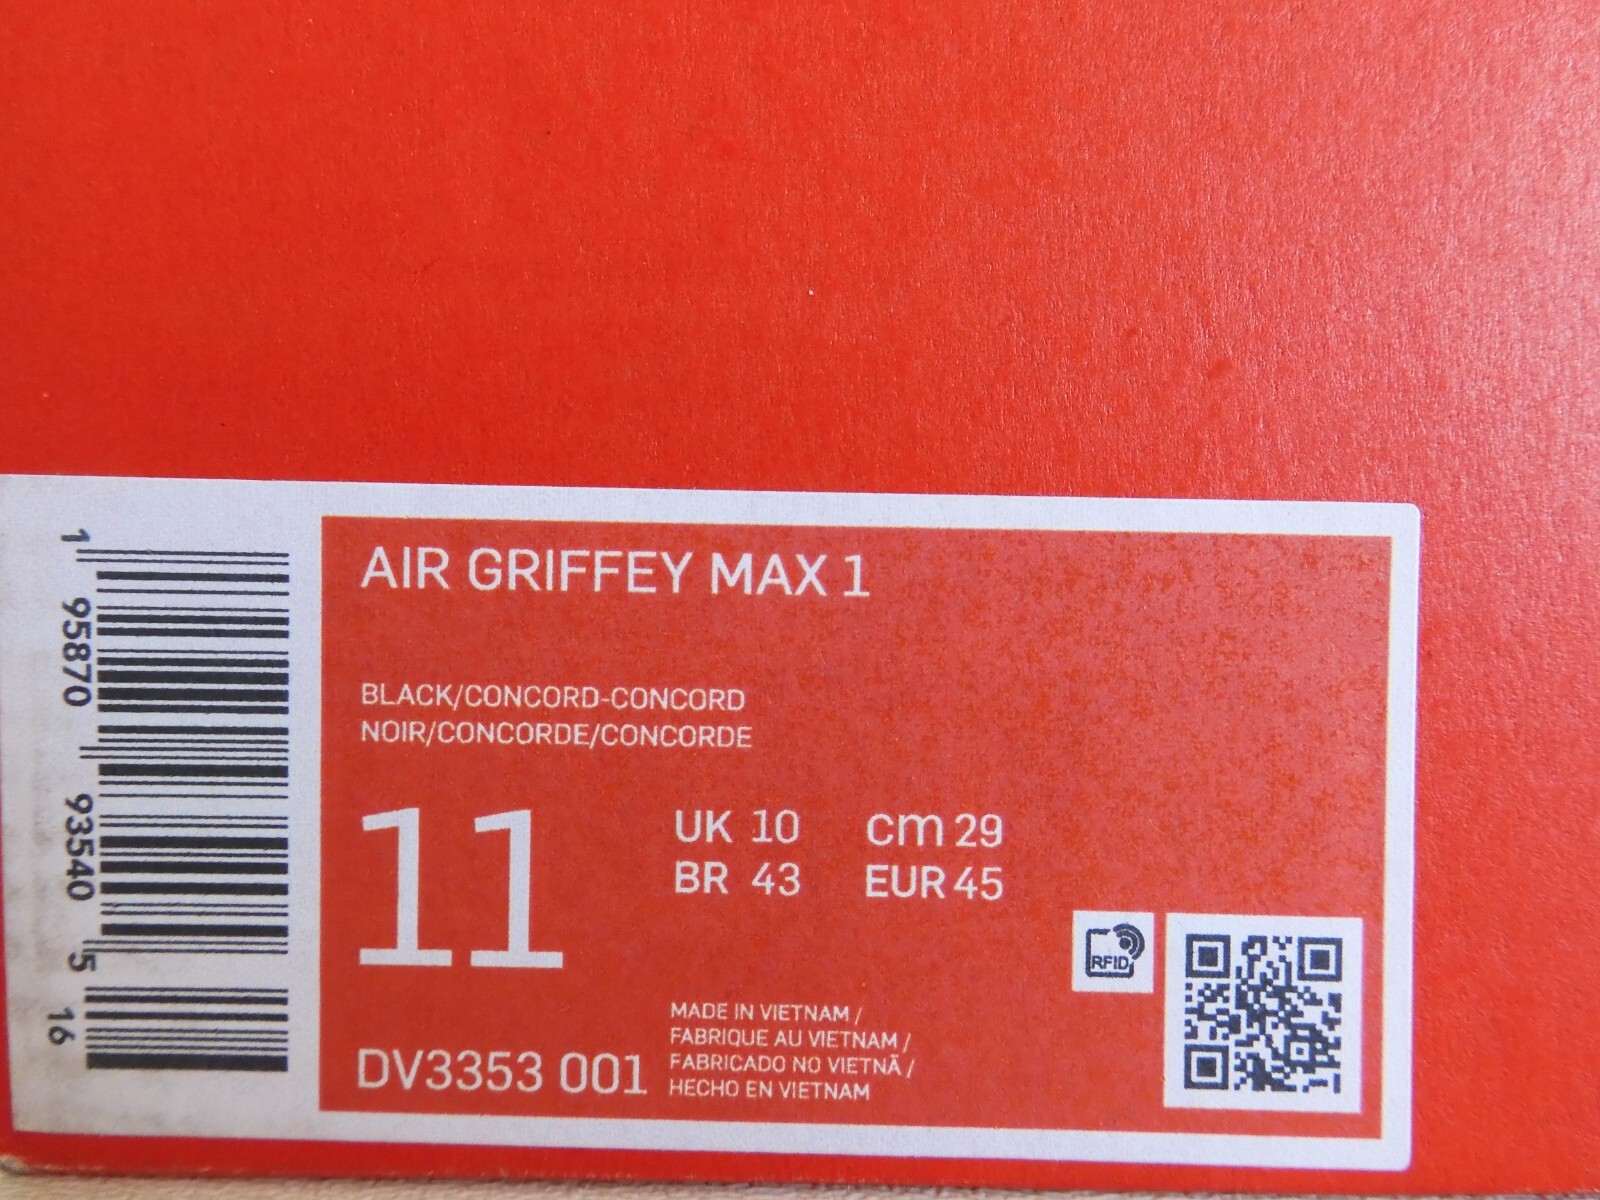 AIR GRIFFEY MAX 1
BLACK/CONCORD-CONCORD
NOIR/CONCORDE/CONCORDE
11
UK 10 cm 29
BR 43 EUR 45
RFID
DV3353 001
MADE IN VIETNAM /
FABRIQUE AU VIETNAM /
FABRICADO NO VIETNÃ /
HECHO EN VIETNAM
1 95870 93540 5 16